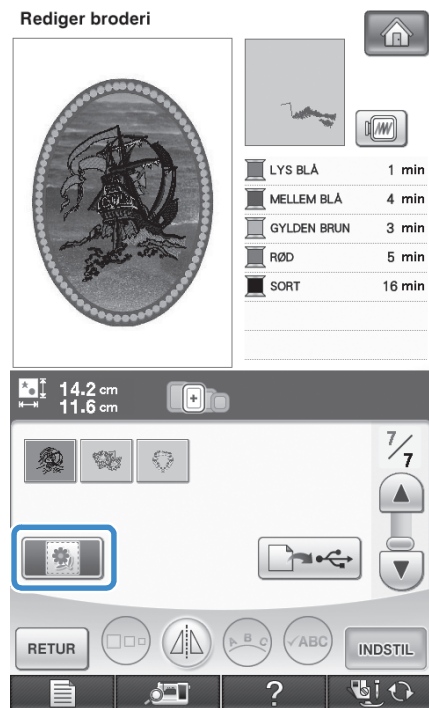 Rediger broderi
LYS BLÅ 1 min
MELLEM BLÅ 4 min
GYLDEN BRUN 3 min
RØD 5 min
SORT 16 min
14.2 cm
11.6 cm
7/7
RETUR
A B C
✓ABC
INDSTIL
?